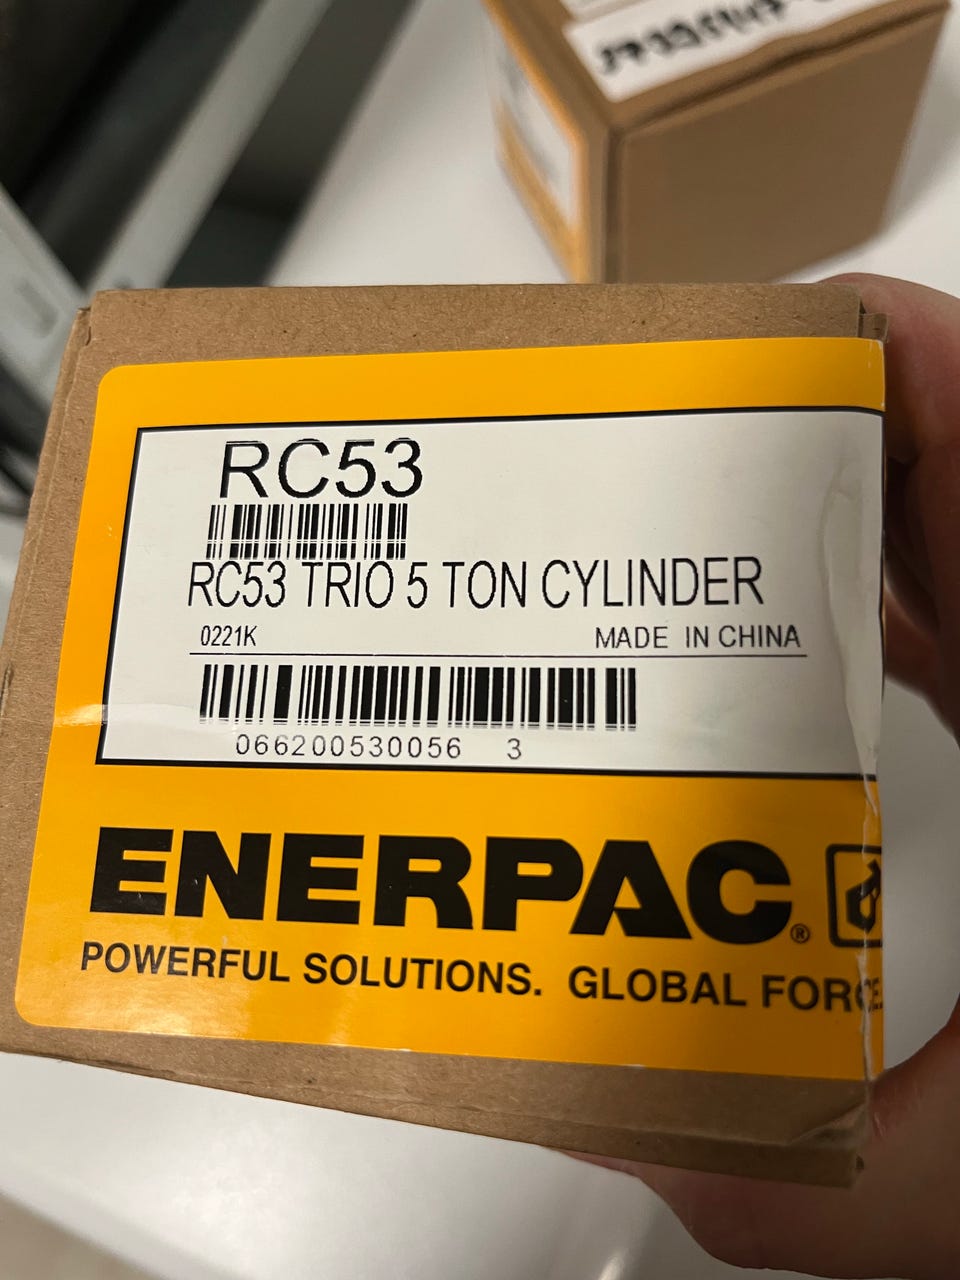 RC53
RC53 TRIO 5 TON CYLINDER
0221K MADE IN CHINA
066200530056 3
ENERPAC®
POWERFUL SOLUTIONS. GLOBAL FORCE.